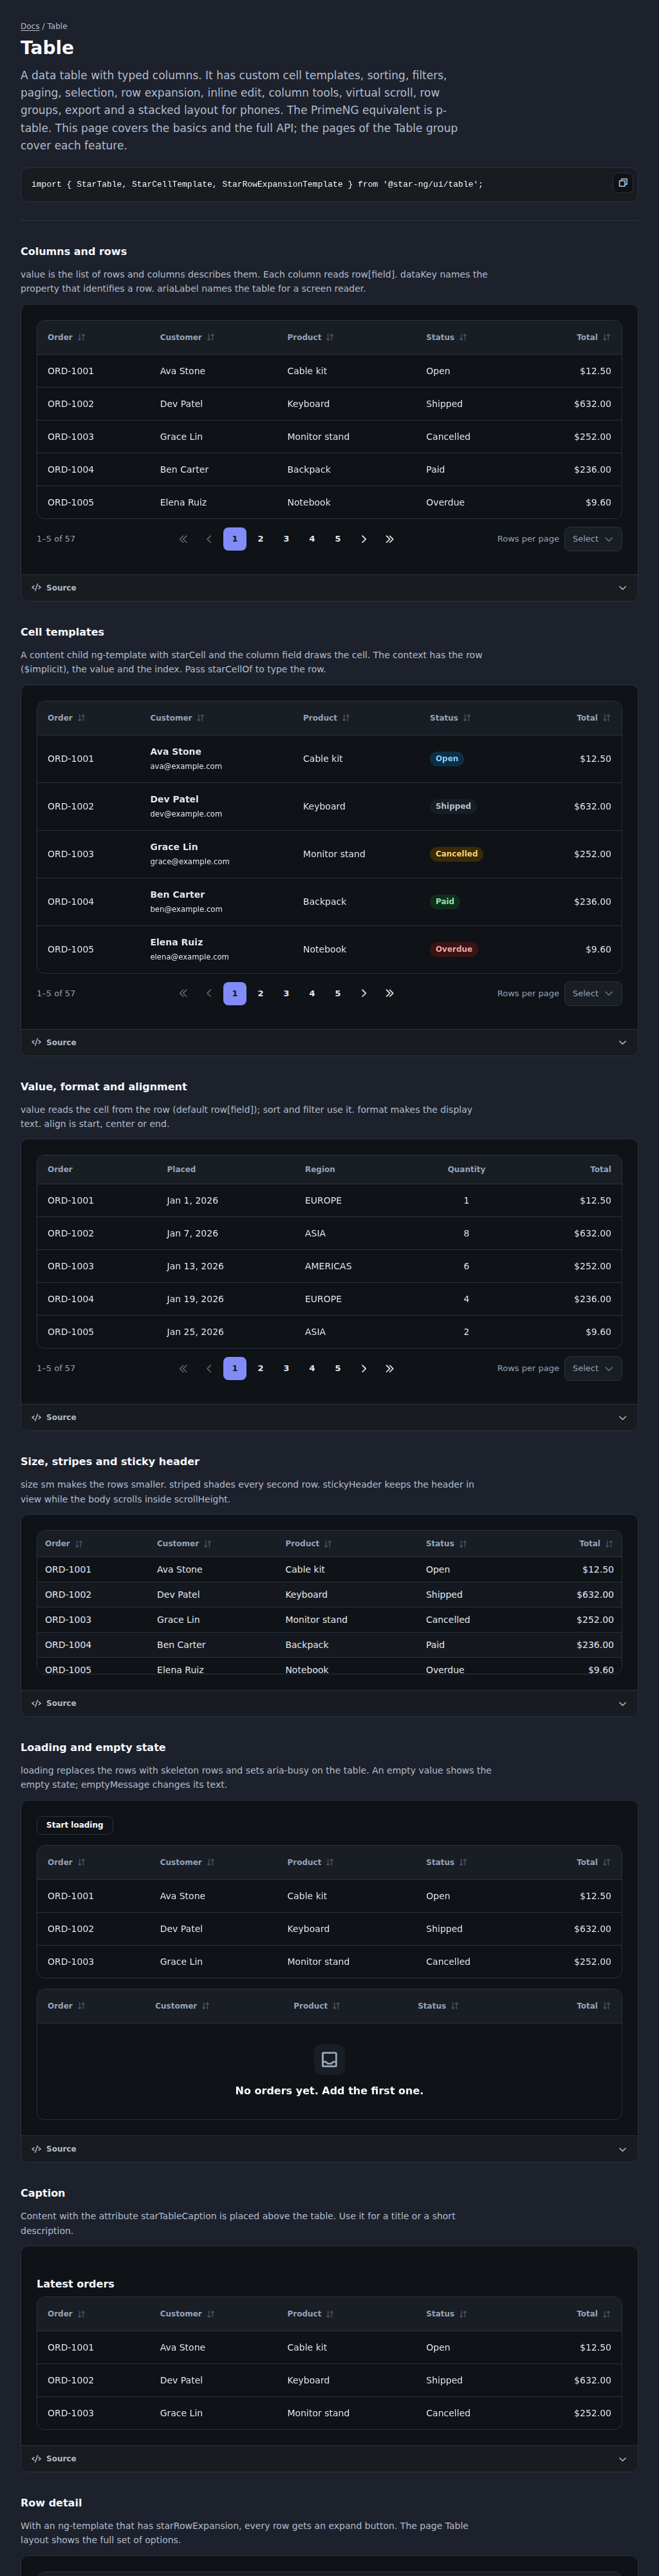 Docs / Table
Table
A data table with typed columns. It has custom cell templates, sorting, filters,
paging, selection, row expansion, inline edit, column tools, virtual scroll, row
groups, export and a stacked layout for phones. The PrimeNG equivalent is p-
table. This page covers the basics and the full API; the pages of the Table group
cover each feature.
import { StarTable, StarCellTemplate, StarRowExpansionTemplate } from '@star-ng/ui/table';
Columns and rows
value is the list of rows and columns describes them. Each column reads row[field]. dataKey names the
property that identifies a row. ariaLabel names the table for a screen reader.
Order Customer Product Status Total
ORD-1001 Ava Stone Cable kit Open $12.50
ORD-1002 Dev Patel Keyboard Shipped $632.00
ORD-1003 Grace Lin Monitor stand Cancelled $252.00
ORD-1004 Ben Carter Backpack Paid $236.00
ORD-1005 Elena Ruiz Notebook Overdue $9.60
1–5 of 57 1 2 3 4 5 Rows per page Select
Source
Cell templates
A content child ng-template with starCell and the column field draws the cell. The context has the row
($implicit), the value and the index. Pass starCellOf to type the row.
Order Customer Product Status Total
ORD-1001 Ava Stone Cable kit Open $12.50
ava@example.com
ORD-1002 Dev Patel Keyboard Shipped $632.00
dev@example.com
ORD-1003 Grace Lin Monitor stand Cancelled $252.00
grace@example.com
ORD-1004 Ben Carter Backpack Paid $236.00
ben@example.com
ORD-1005 Elena Ruiz Notebook Overdue $9.60
elena@example.com
1–5 of 57 1 2 3 4 5 Rows per page Select
Source
Value, format and alignment
value reads the cell from the row (default row[field]); sort and filter use it. format makes the display
text. align is start, center or end.
Order Placed Region Quantity Total
ORD-1001 Jan 1, 2026 EUROPE 1 $12.50
ORD-1002 Jan 7, 2026 ASIA 8 $632.00
ORD-1003 Jan 13, 2026 AMERICAS 6 $252.00
ORD-1004 Jan 19, 2026 EUROPE 4 $236.00
ORD-1005 Jan 25, 2026 ASIA 2 $9.60
1–5 of 57 1 2 3 4 5 Rows per page Select
Source
Size, stripes and sticky header
size sm makes the rows smaller. striped shades every second row. stickyHeader keeps the header in
view while the body scrolls inside scrollHeight.
Order Customer Product Status Total
ORD-1001 Ava Stone Cable kit Open $12.50
ORD-1002 Dev Patel Keyboard Shipped $632.00
ORD-1003 Grace Lin Monitor stand Cancelled $252.00
ORD-1004 Ben Carter Backpack Paid $236.00
ORD-1005 Elena Ruiz Notebook Overdue $9.60
Source
Loading and empty state
loading replaces the rows with skeleton rows and sets aria-busy on the table. An empty value shows the
empty state; emptyMessage changes its text.
Start loading
Order Customer Product Status Total
ORD-1001 Ava Stone Cable kit Open $12.50
ORD-1002 Dev Patel Keyboard Shipped $632.00
ORD-1003 Grace Lin Monitor stand Cancelled $252.00
Order Customer Product Status Total
No orders yet. Add the first one.
Source
Caption
Content with the attribute starTableCaption is placed above the table. Use it for a title or a short
description.
Latest orders
Order Customer Product Status Total
ORD-1001 Ava Stone Cable kit Open $12.50
ORD-1002 Dev Patel Keyboard Shipped $632.00
ORD-1003 Grace Lin Monitor stand Cancelled $252.00
Source
Row detail
With an ng-template that has starRowExpansion, every row gets an expand button. The page Table
layout shows the full set of options.